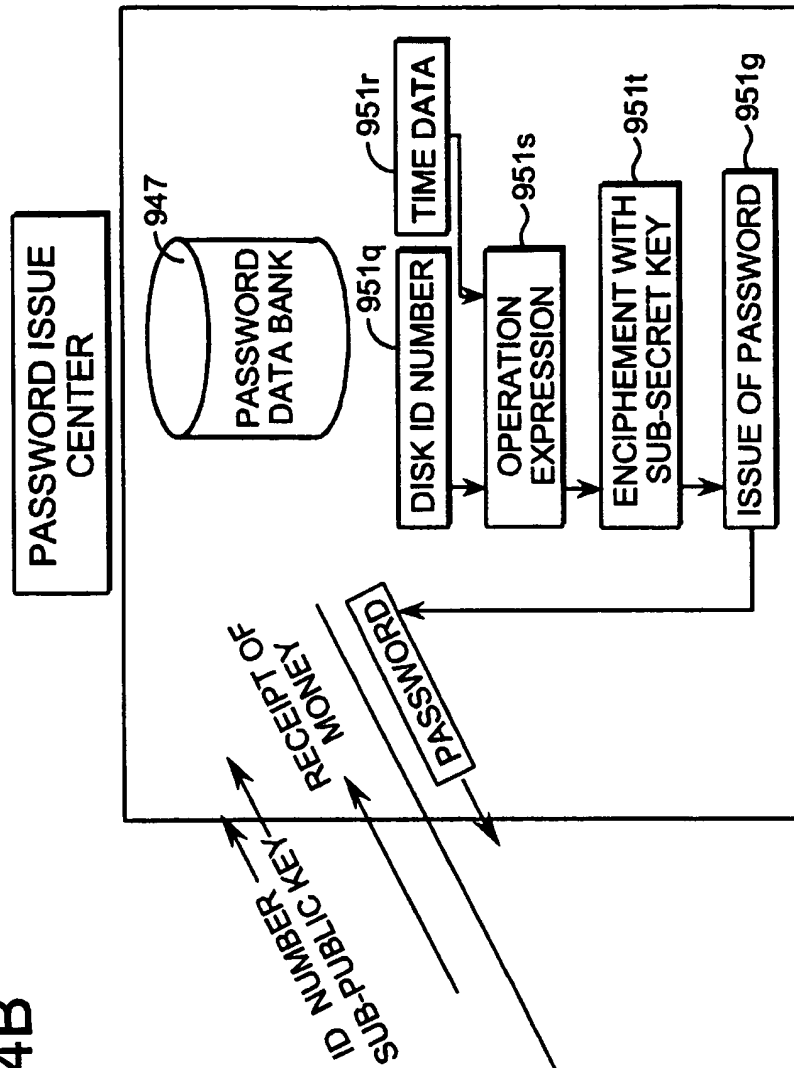 4B
PASSWORD ISSUE
CENTER
947
PASSWORD
DATA BANK
951q
951r
DISK ID NUMBER
TIME DATA
951s
OPERATION
EXPRESSION
951t
ENCIPHEMENT WITH
SUB-SECRET KEY
951g
ISSUE OF PASSWORD
PASSWORD
RECEIPT OF
MONEY
ID NUMBER
SUB-PUBLIC KEY